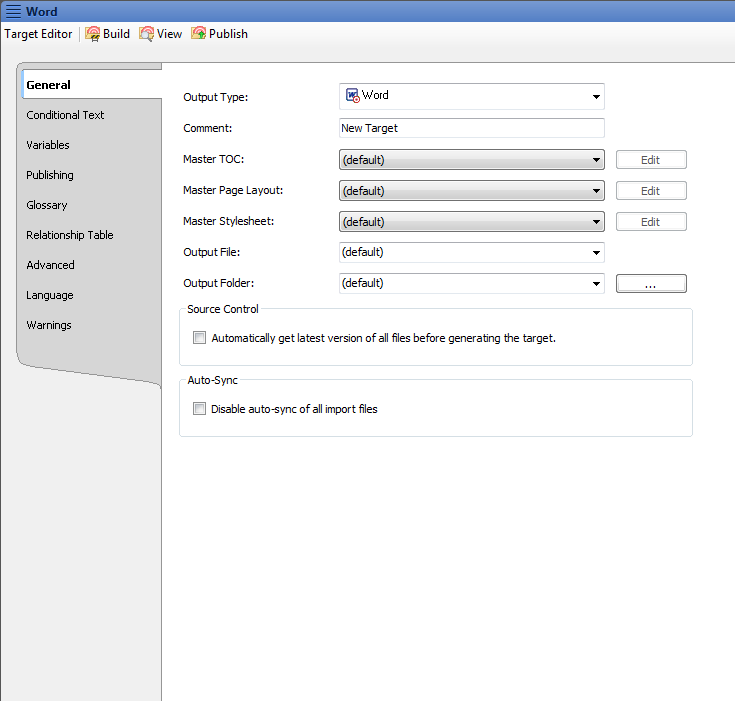 Word
Target Editor Build View Publish
General
Conditional Text
Variables
Publishing
Glossary
Relationship Table
Advanced
Language
Warnings
Output Type: Word
Comment: New Target
Master TOC: (default) Edit
Master Page Layout: (default) Edit
Master Stylesheet: (default) Edit
Output File: (default)
Output Folder: (default) ...
Source Control
Automatically get latest version of all files before generating the target.
Auto-Sync
Disable auto-sync of all import files